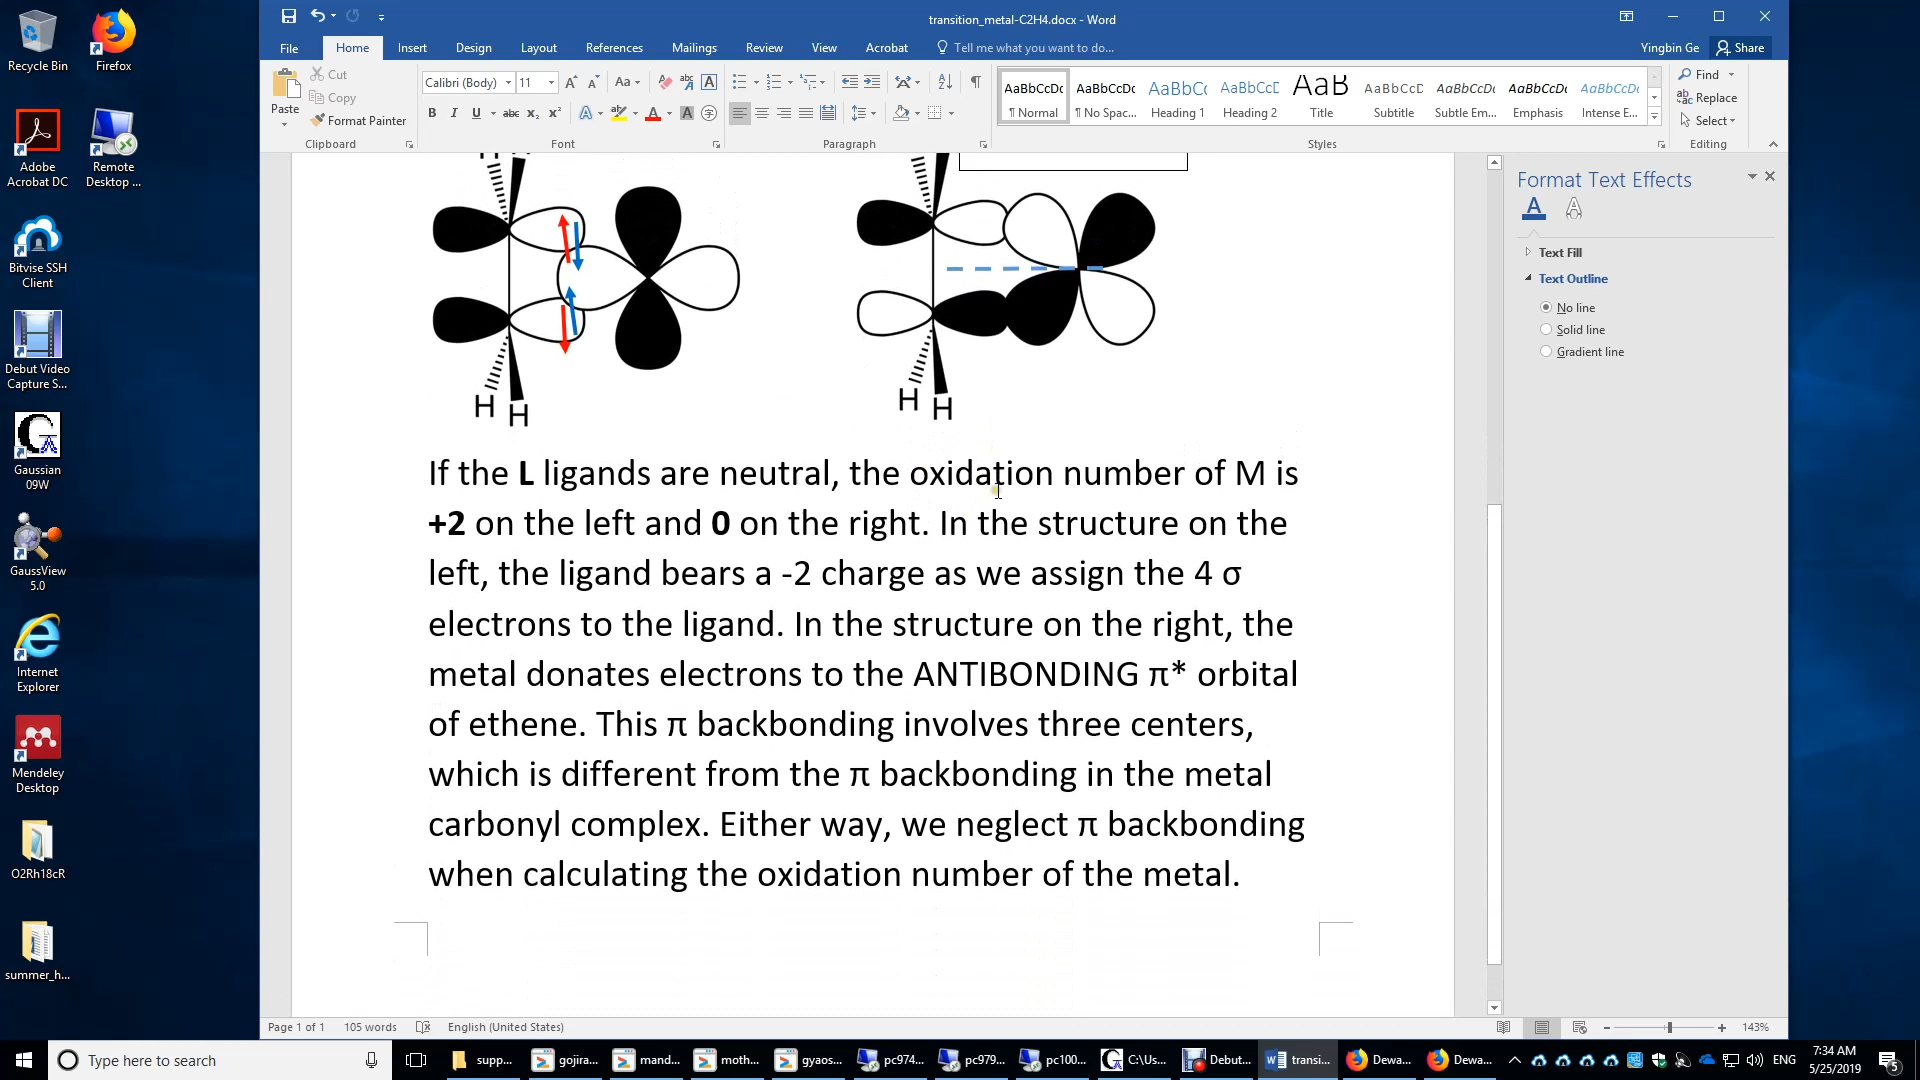 transition_metal-C2H4.docx - Word
File Home Insert Design Layout References Mailings Review View Acrobat Tell me what you want to do... Yingbin Ge Share
Paste
Cut
Copy
Format Painter
Clipboard
Calibri (Body) 11
Font
Paragraph
AaBbCcDc ¶ Normal
AaBbCcDc ¶ No Spac...
AaBbCc Heading 1
AaBbCcD Heading 2
AaB Title
AaBbCcD Subtitle
AaBbCcDc Subtle Em...
AaBbCcDc Emphasis
AaBbCcDc Intense E...
Styles
Find
Replace
Select
Editing
Recycle Bin
Firefox
Adobe Acrobat DC
Remote Desktop ...
Bitvise SSH Client
Debut Video Capture S...
Gaussian 09W
GaussView 5.0
Internet Explorer
Mendeley Desktop
O2Rh18cR
summer_h...
H H
H H
If the L ligands are neutral, the oxidation number of M is
+2 on the left and 0 on the right. In the structure on the
left, the ligand bears a -2 charge as we assign the 4 σ
electrons to the ligand. In the structure on the right, the
metal donates electrons to the ANTIBONDING π* orbital
of ethene. This π backbonding involves three centers,
which is different from the π backbonding in the metal
carbonyl complex. Either way, we neglect π backbonding
when calculating the oxidation number of the metal.
Format Text Effects
Text Fill
Text Outline
No line
Solid line
Gradient line
Page 1 of 1 105 words English (United States) 143%
Type here to search
supp... gojira... mand... moth... gyaos... pc974... pc979... pc100... C:\Us... Debut... transi... Dewa... Dewa...
ENG
7:34 AM
5/25/2019
5